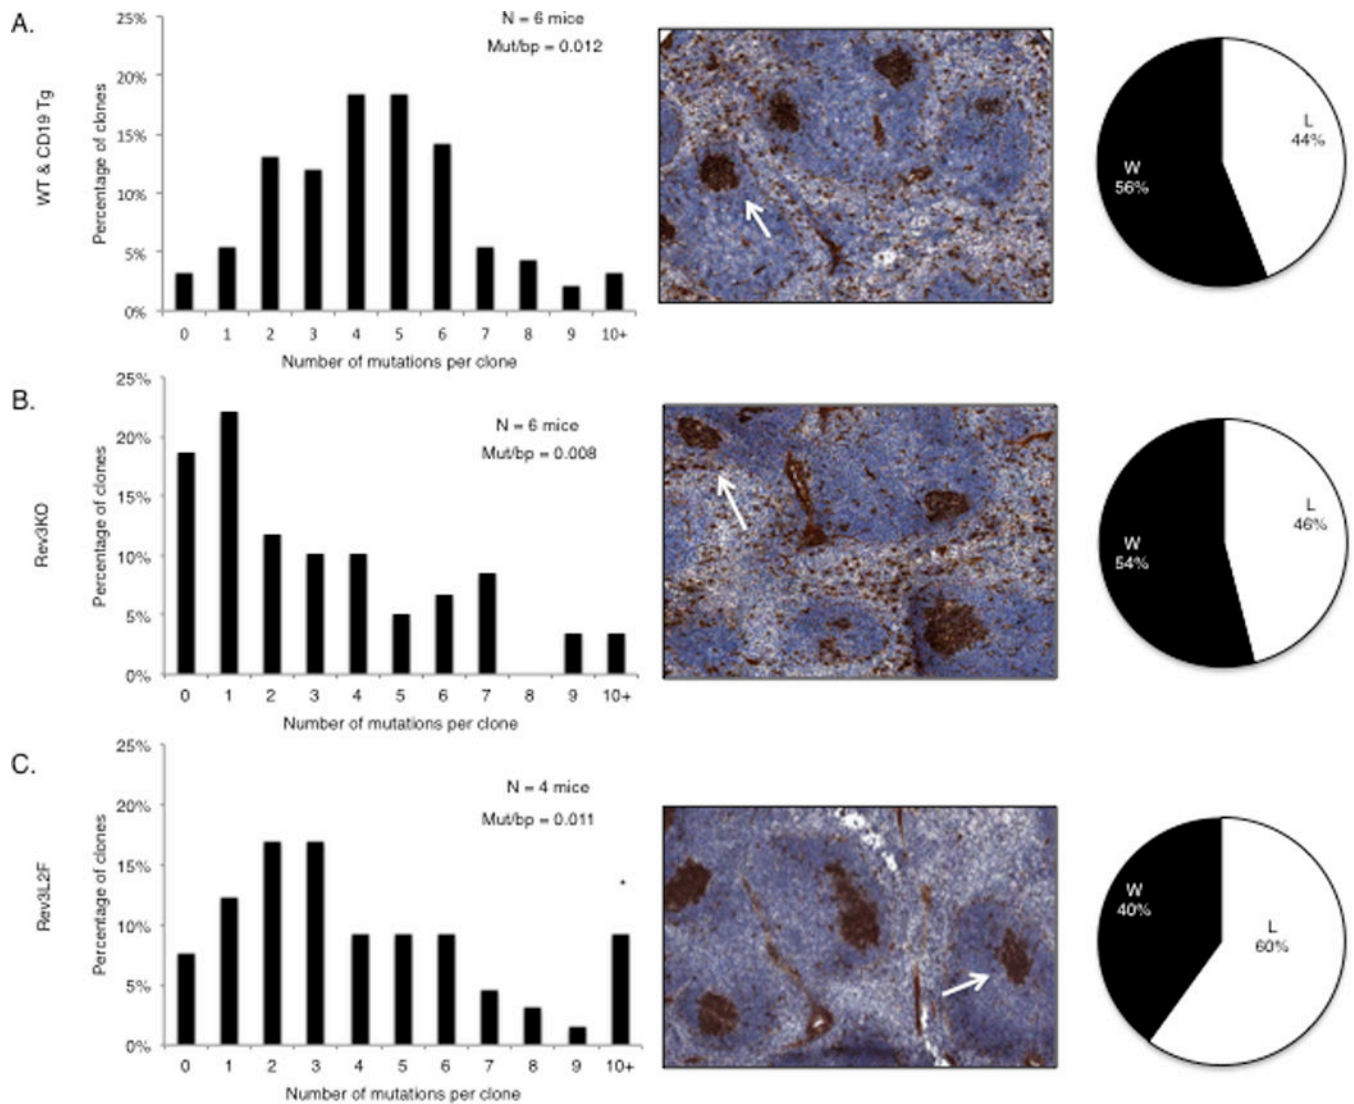 A.
WT & CD19 Tg
Percentage of clones
25%
20%
15%
10%
5%
0%
N = 6 mice
Mut/bp = 0.012
0 1 2 3 4 5 6 7 8 9 10+
Number of mutations per clone
W
56%
L
44%
B.
Rev3KO
Percentage of clones
25%
20%
15%
10%
5%
0%
N = 6 mice
Mut/bp = 0.008
0 1 2 3 4 5 6 7 8 9 10+
Number of mutations per clone
W
54%
L
46%
C.
Rev3L2F
Percentage of clones
25%
20%
15%
10%
5%
0%
N = 4 mice
Mut/bp = 0.011
*
0 1 2 3 4 5 6 7 8 9 10+
Number of mutations per clone
W
40%
L
60%